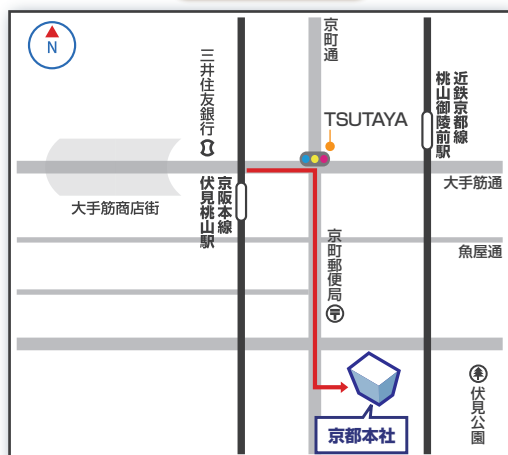 N
三井住友銀行
京町通
TSUTAYA
近鉄京都線
桃山御陵前駅
大手筋商店街
京阪本線
伏見桃山駅
大手筋通
京町郵便局
魚屋通
京都本社
伏見公園